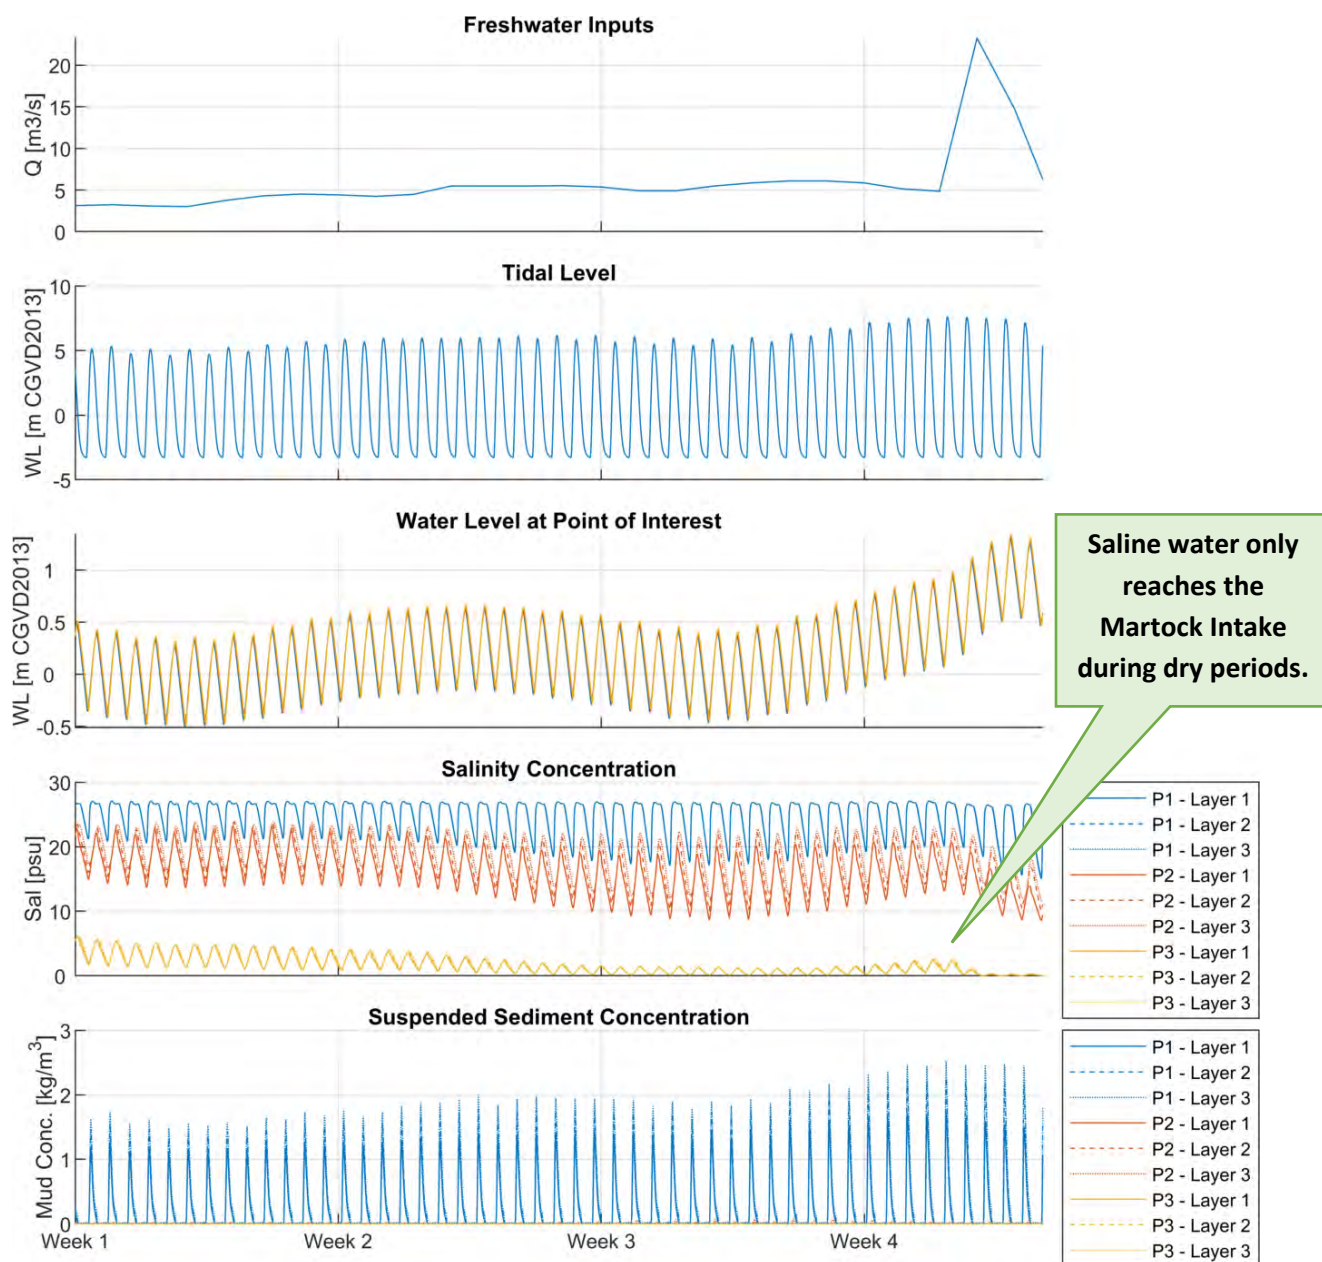 Freshwater Inputs
Q [m3/s]
20
15
10
5
0
Tidal Level
WL [m CGVD2013]
10
5
0
-5
Water Level at Point of Interest
WL [m CGVD2013]
1
0.5
0
-0.5
Saline water only
reaches the
Martock Intake
during dry periods.
Salinity Concentration
Sal [psu]
30
20
10
0
P1 - Layer 1
P1 - Layer 2
P1 - Layer 3
P2 - Layer 1
P2 - Layer 2
P2 - Layer 3
P3 - Layer 1
P3 - Layer 2
P3 - Layer 3
Suspended Sediment Concentration
Mud Conc. [kg/m³]
3
2
1
0
Week 1 Week 2 Week 3 Week 4
P1 - Layer 1
P1 - Layer 2
P1 - Layer 3
P2 - Layer 1
P2 - Layer 2
P2 - Layer 3
P3 - Layer 1
P3 - Layer 2
P3 - Layer 3